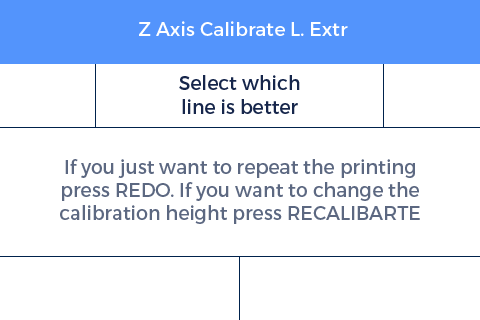 Z Axis Calibrate L. Extr
Select which
line is better
If you just want to repeat the printing
press REDO. If you want to change the
calibration height press RECALIBARTE